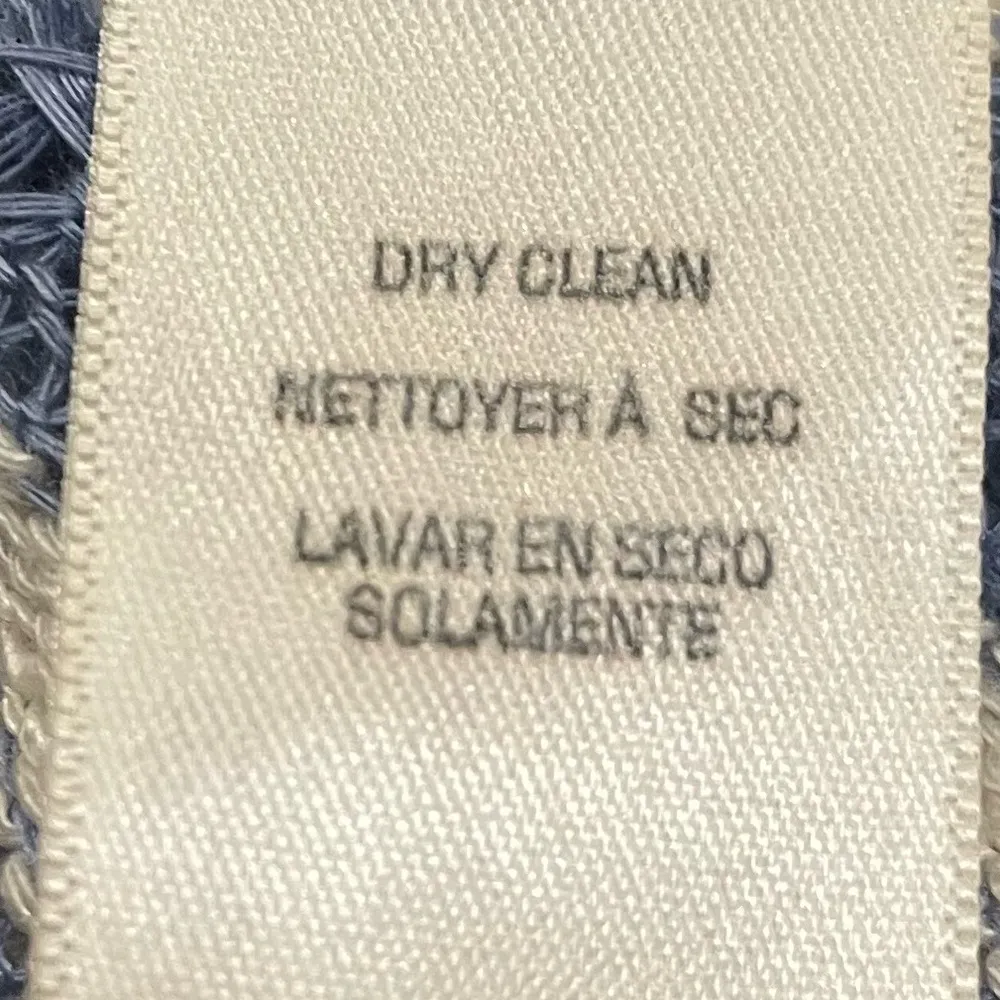 DRY CLEAN
NETTOYER À SEC
LAVAR EN SECO
SOLAMENTE